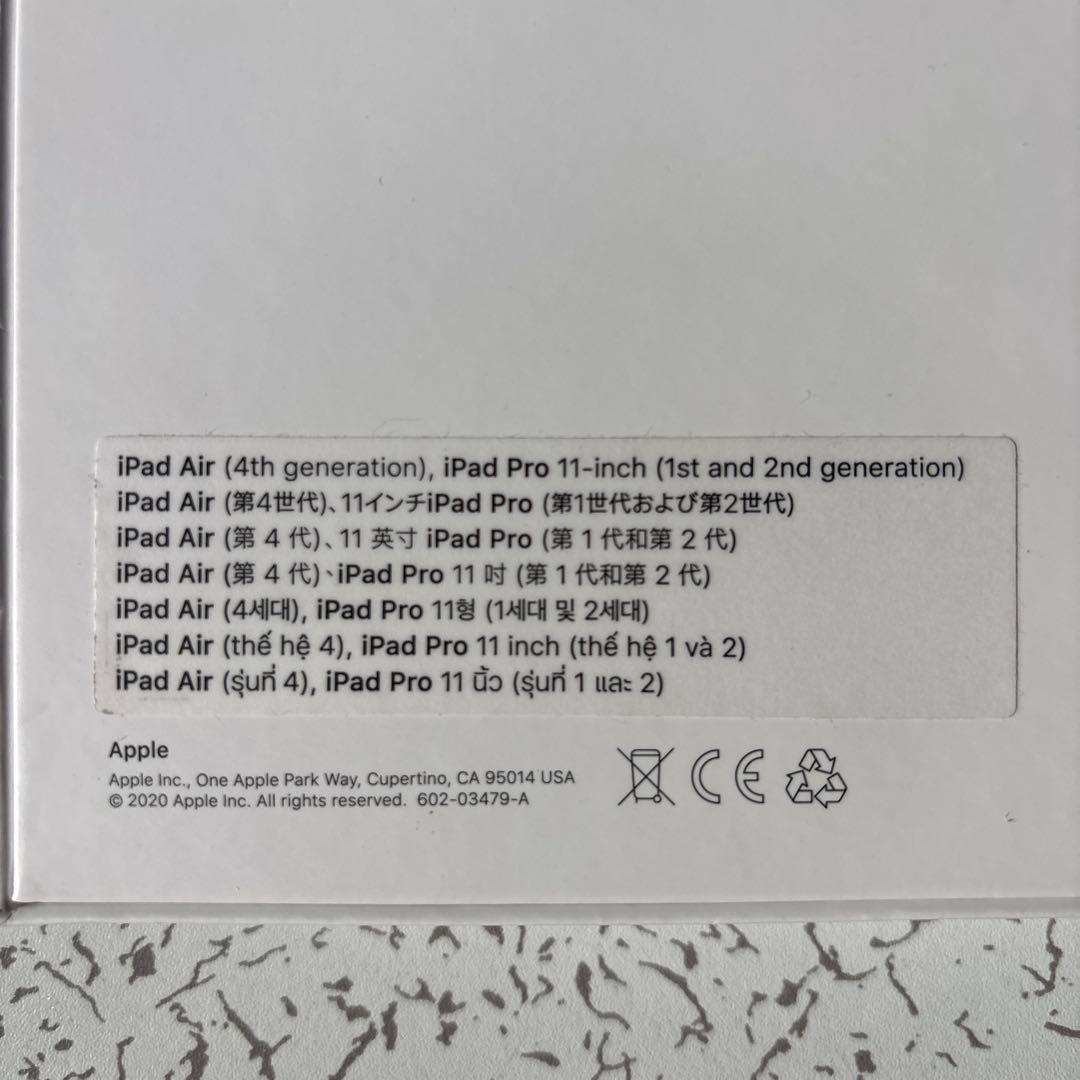 iPad Air (4th generation), iPad Pro 11-inch (1st and 2nd generation)
iPad Air (第4世代)、11インチiPad Pro (第1世代および第2世代)
iPad Air (第 4 代)、11 英寸 iPad Pro (第 1 代和第 2 代)
iPad Air (第 4 代)、iPad Pro 11 吋 (第 1 代和第 2 代)
iPad Air (4세대), iPad Pro 11형 (1세대 및 2세대)
iPad Air (thế hệ 4), iPad Pro 11 inch (thế hệ 1 và 2)
iPad Air (รุ่นที่ 4), iPad Pro 11 นิ้ว (รุ่นที่ 1 และ 2)
Apple
Apple Inc., One Apple Park Way, Cupertino, CA 95014 USA
© 2020 Apple Inc. All rights reserved. 602-03479-A
CE